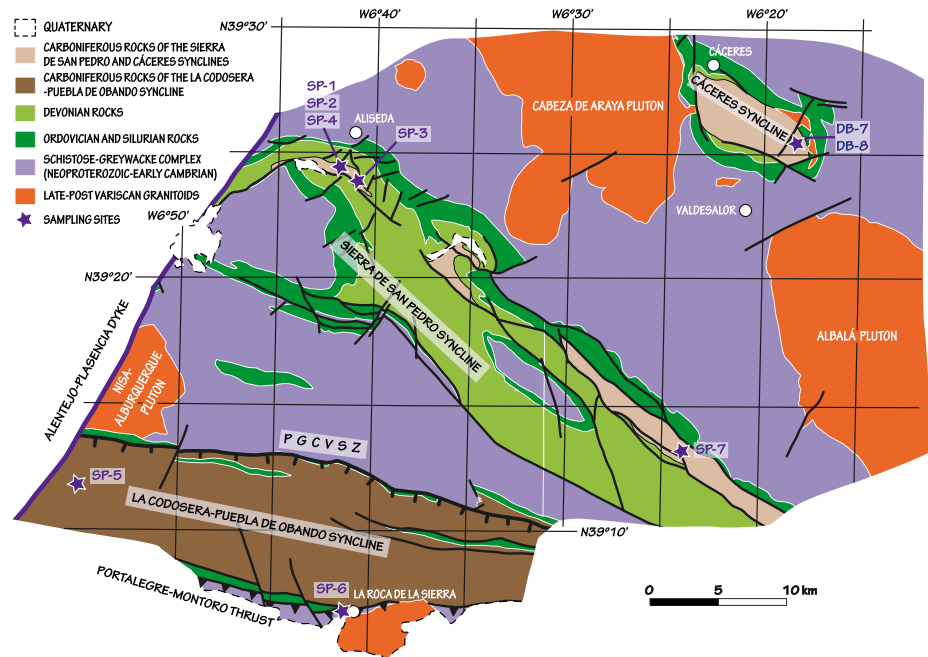 N39°30'
W6°40'
W6°30'
W6°20'
QUATERNARY
CARBONIFEROUS ROCKS OF THE SIERRA
DE SAN PEDRO AND CÁCERES SYNCLINES
CARBONIFEROUS ROCKS OF THE LA CODOSERA
-PUEBLA DE OBANDO SYNCLINE
DEVONIAN ROCKS
ORDOVICIAN AND SILURIAN ROCKS
SCHISTOSE-GREYWACKE COMPLEX
(NEOPROTEROZOIC-EARLY CAMBRIAN)
LATE-POST VARISCAN GRANITOIDS
SAMPLING SITES
SP-1
SP-2
SP-4
ALISEDA
SP-3
CABEZA DE ARAYA PLUTON
CÁCERES
CÁCERES SYNCLINE
DB-7
DB-8
VALDESALOR
W6°50'
N39°20'
SIERRA DE SAN PEDRO SYNCLINE
ALBALÁ PLUTON
ALENTEJO-PLASENCIA DYKE
NISA-
ALBURQUERQUE
PLUTON
PGCVSZ
SP-5
SP-7
LA CODOSERA-PUEBLA DE OBANDO SYNCLINE
N39°10'
PORTALEGRE-MONTORO THRUST
SP-6
LA ROCA DE LA SIERRA
0 5 10 km